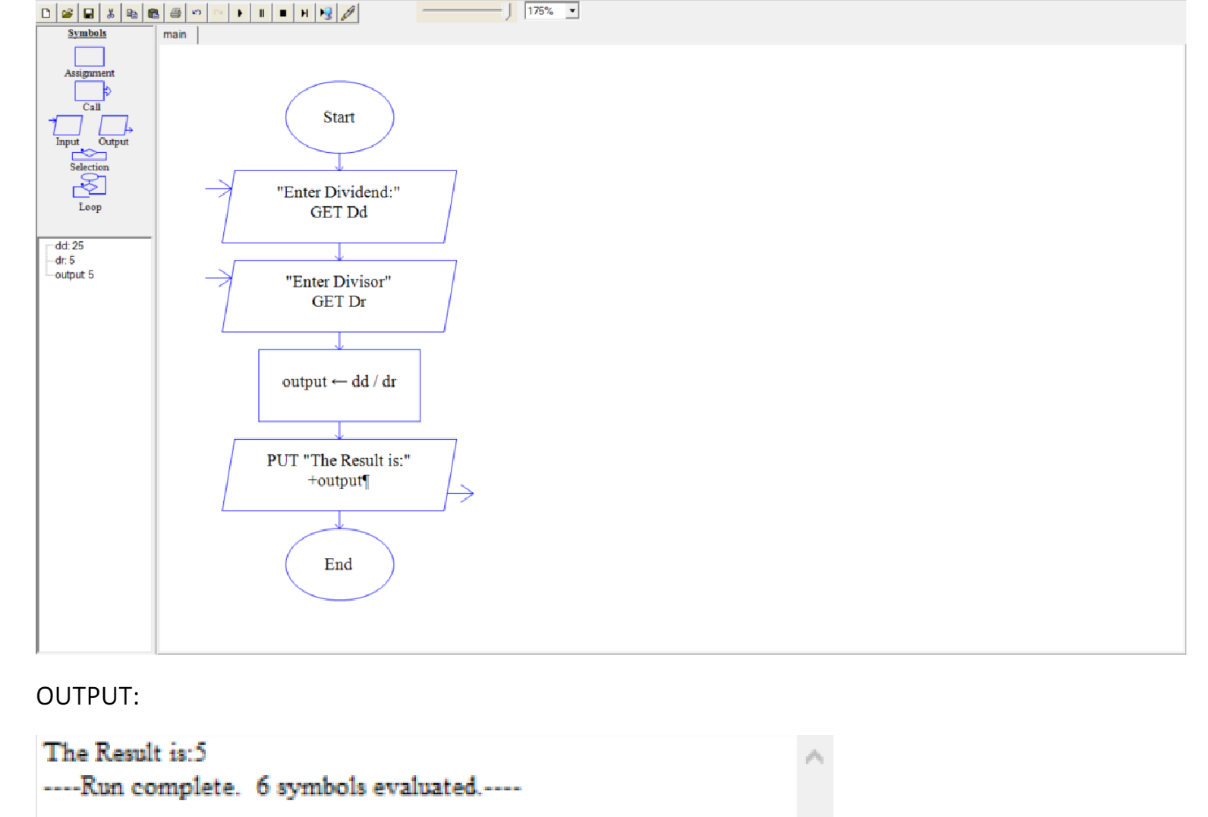 175%
Symbols
main
Assignment
Call
Input Output
Selection
Loop
dd: 25
dr: 5
output: 5
Start
"Enter Dividend:"
GET Dd
"Enter Divisor"
GET Dr
output ← dd / dr
PUT "The Result is:"
+output¶
End
OUTPUT:
The Result is:5
----Run complete. 6 symbols evaluated.----